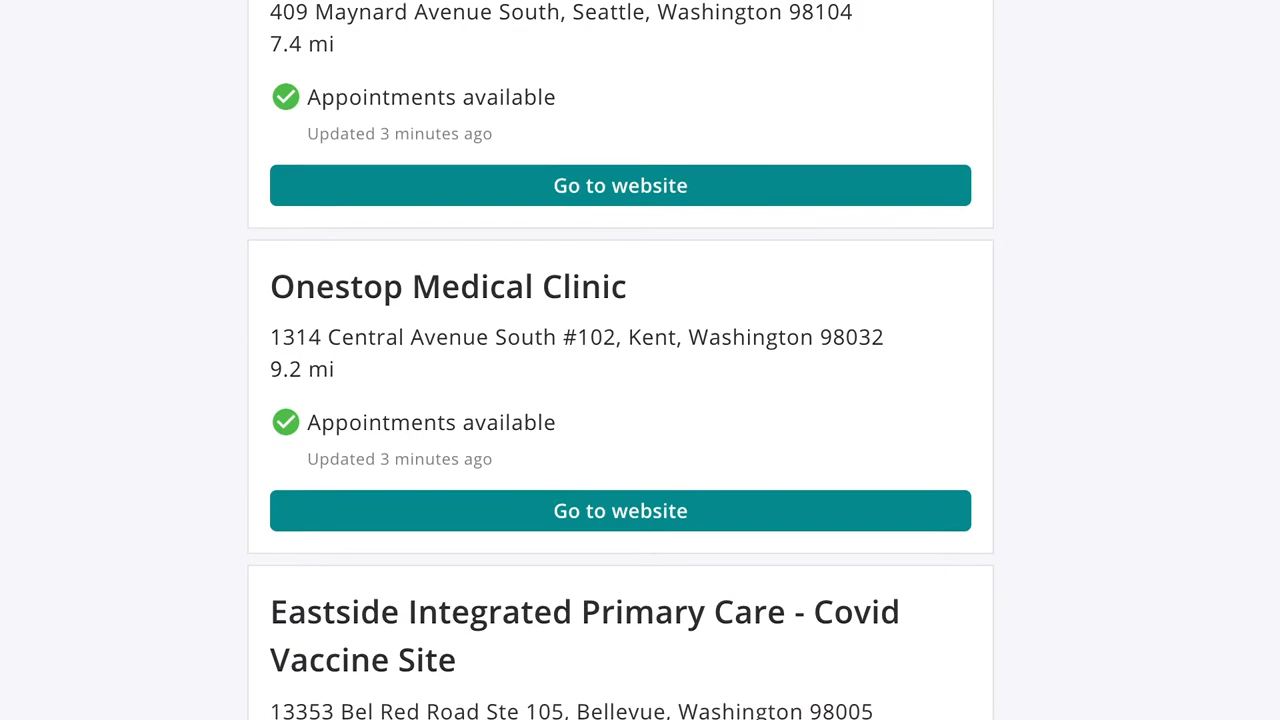 409 Maynard Avenue South, Seattle, Washington 98104
7.4 mi
Appointments available
Updated 3 minutes ago
Go to website
Onestop Medical Clinic
1314 Central Avenue South #102, Kent, Washington 98032
9.2 mi
Appointments available
Updated 3 minutes ago
Go to website
Eastside Integrated Primary Care - Covid
Vaccine Site
13353 Bel Red Road Ste 105, Bellevue, Washington 98005